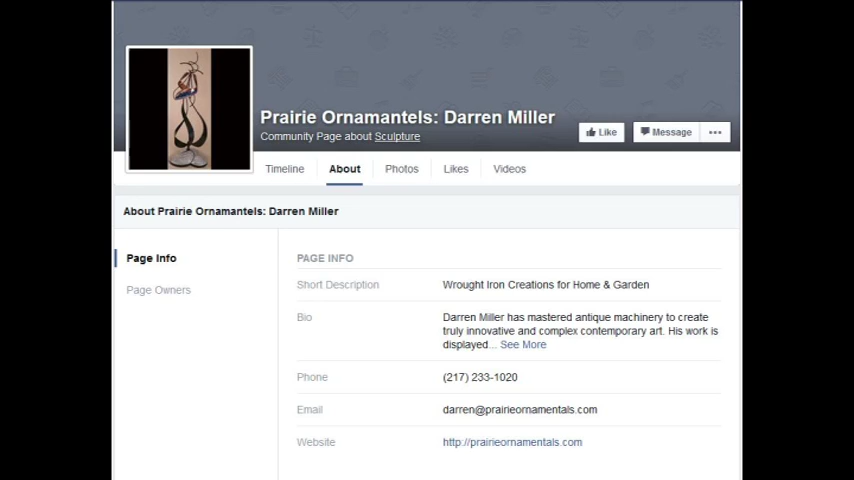 Prairie Ornamantels: Darren Miller
Community Page about Sculpture
Like
Message
Timeline
About
Photos
Likes
Videos
About Prairie Ornamantels: Darren Miller
Page Info
Page Owners
PAGE INFO
Short Description
Wrought Iron Creations for Home & Garden
Bio
Darren Miller has mastered antique machinery to create
truly innovative and complex contemporary art. His work is
displayed... See More
Phone
(217) 233-1020
Email
darren@prairieornamentals.com
Website
http://prairieornamentals.com